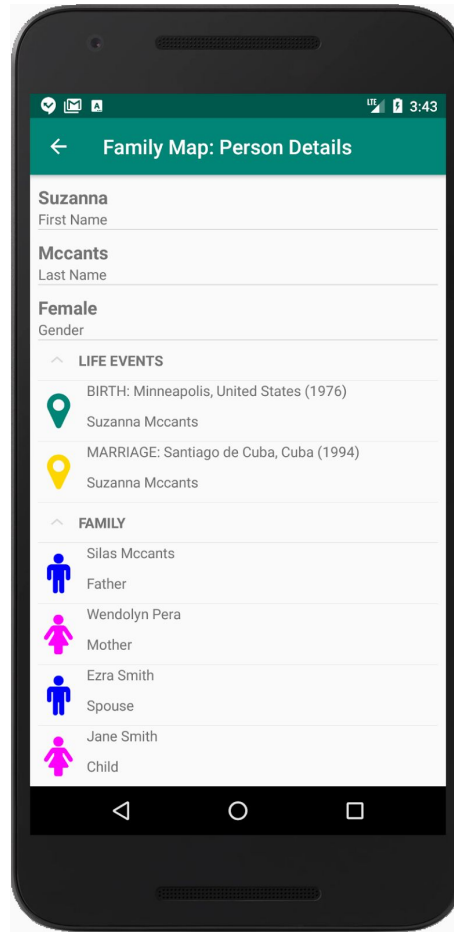 LTE 3:43
Family Map: Person Details
Suzanna
First Name
Mccants
Last Name
Female
Gender
LIFE EVENTS
BIRTH: Minneapolis, United States (1976)
Suzanna Mccants
MARRIAGE: Santiago de Cuba, Cuba (1994)
Suzanna Mccants
FAMILY
Silas Mccants
Father
Wendolyn Pera
Mother
Ezra Smith
Spouse
Jane Smith
Child